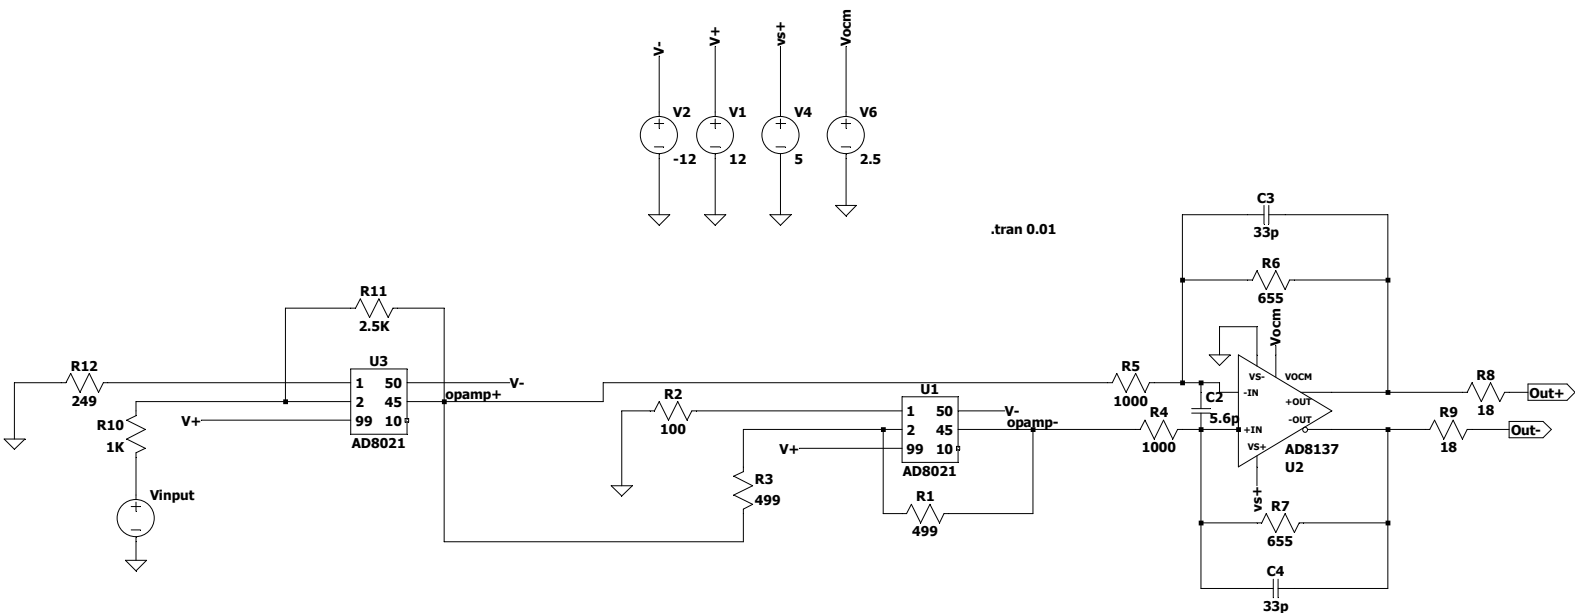 V-
V+
vs+
Vocm
V2
-12
V1
12
V4
5
V6
2.5
.tran 0.01
C3
33p
R6
655
R11
2.5K
Vocm
R12
249
U3
1 50
2 45
99 10
AD8021
V-
opamp+
V+
R10
1K
Vinput
R2
100
U1
1 50
2 45
99 10
AD8021
V-
opamp-
V+
R3
499
R1
499
R5
1000
R4
1000
C2
5.6p
VS-
VOCM
-IN
+OUT
-OUT
+IN
VS+
AD8137
U2
R8
18
Out+
R9
18
Out-
vs+
R7
655
C4
33p